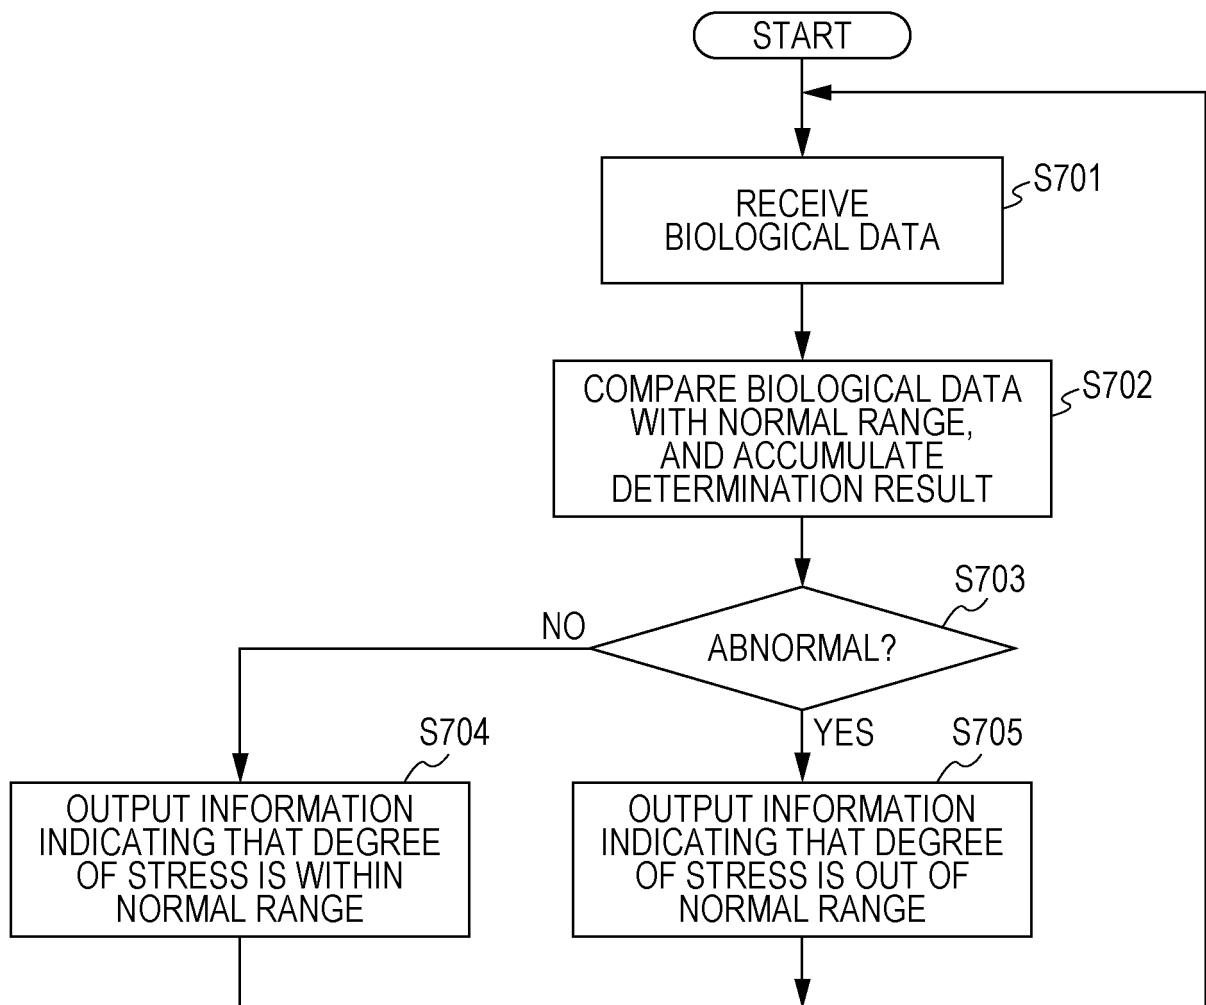 START
S701
RECEIVE
BIOLOGICAL DATA
S702
COMPARE BIOLOGICAL DATA
WITH NORMAL RANGE,
AND ACCUMULATE
DETERMINATION RESULT
S703
ABNORMAL?
NO
YES
S704
OUTPUT INFORMATION
INDICATING THAT DEGREE
OF STRESS IS WITHIN
NORMAL RANGE
S705
OUTPUT INFORMATION
INDICATING THAT DEGREE
OF STRESS IS OUT OF
NORMAL RANGE